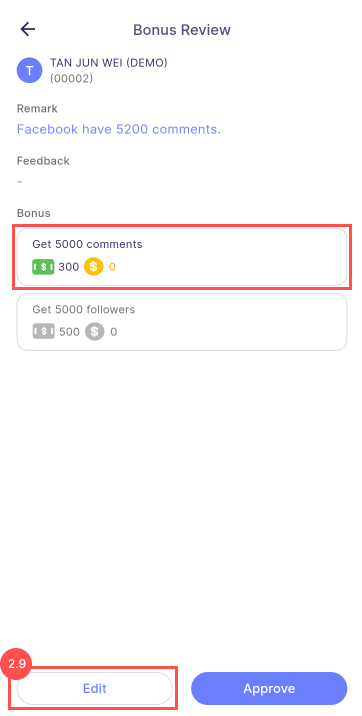 Bonus Review
T
TAN JUN WEI (DEMO)
(00002)
Remark
Facebook have 5200 comments.
Feedback
-
Bonus
Get 5000 comments
$ 300 $ 0
Get 5000 followers
$ 500 $ 0
2.9
Edit
Approve